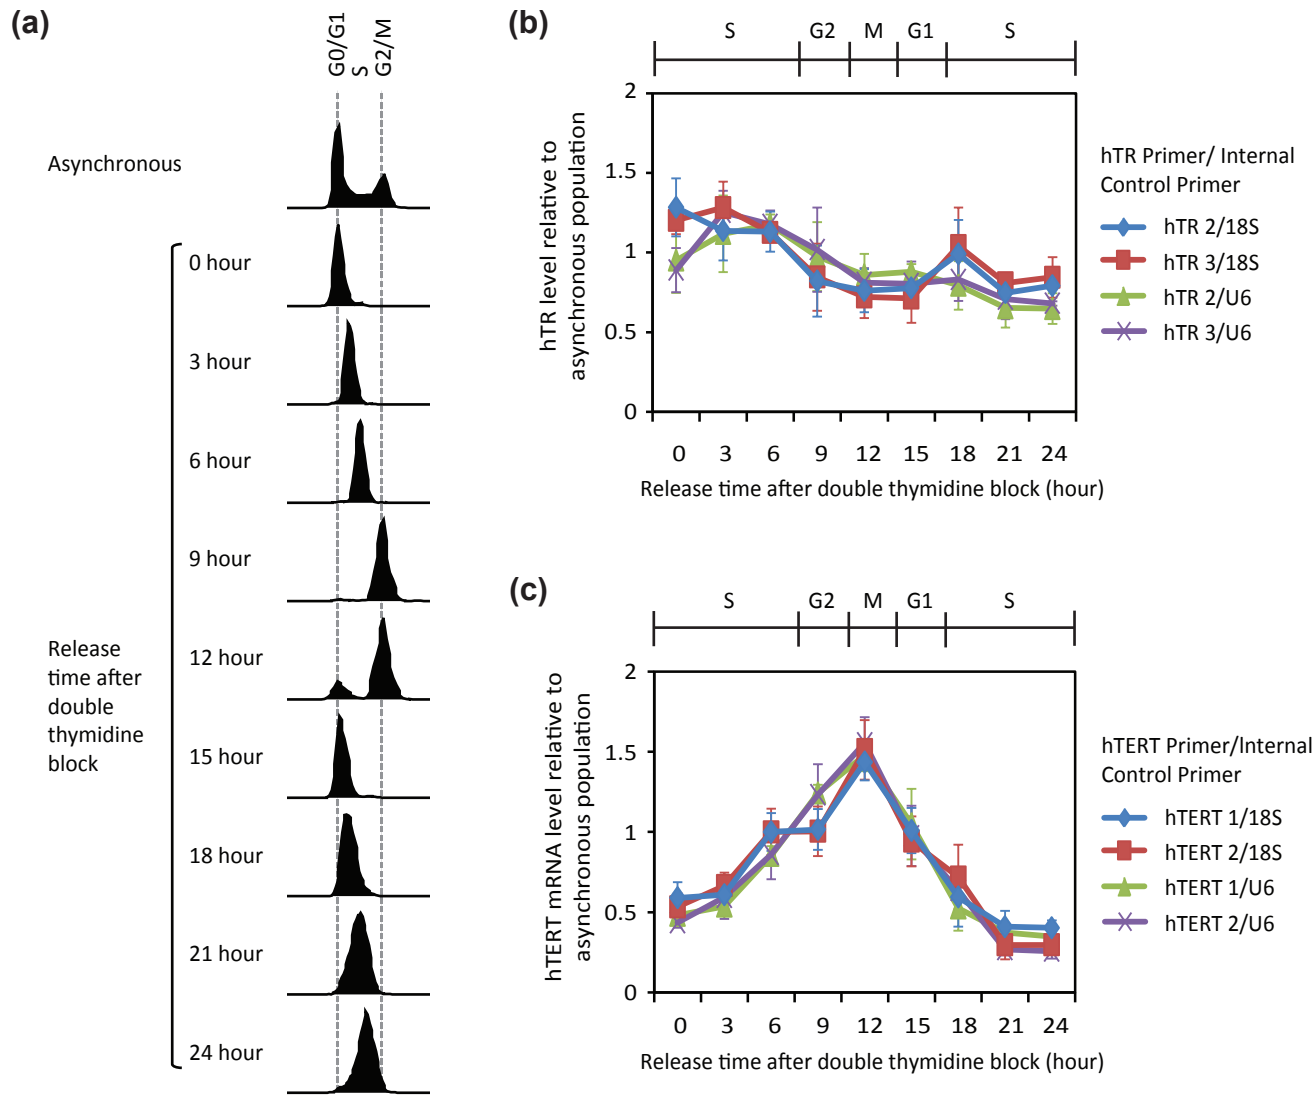 (a)
G0/G1
S
G2/M
Asynchronous
0 hour
3 hour
6 hour
9 hour
12 hour
15 hour
18 hour
21 hour
24 hour
Release
time after
double
thymidine
block
(b)
S G2 M G1 S
hTR level relative to
asynchronous population
2
1.5
1
0.5
0
0 3 6 9 12 15 18 21 24
Release time after double thymidine block (hour)
hTR Primer/ Internal
Control Primer
hTR 2/18S
hTR 3/18S
hTR 2/U6
hTR 3/U6
(c)
S G2 M G1 S
hTERT mRNA level relative to
asynchronous population
2
1.5
1
0.5
0
0 3 6 9 12 15 18 21 24
Release time after double thymidine block (hour)
hTERT Primer/Internal
Control Primer
hTERT 1/18S
hTERT 2/18S
hTERT 1/U6
hTERT 2/U6